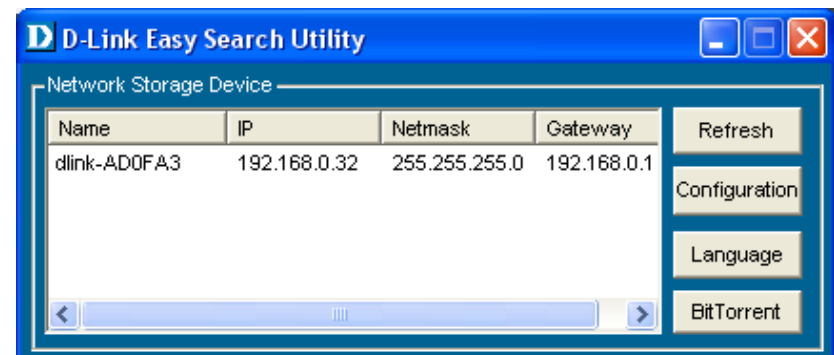 D D-Link Easy Search Utility
Network Storage Device
Name IP Netmask Gateway
dlink-AD0FA3 192.168.0.32 255.255.255.0 192.168.0.1
Refresh
Configuration
Language
BitTorrent